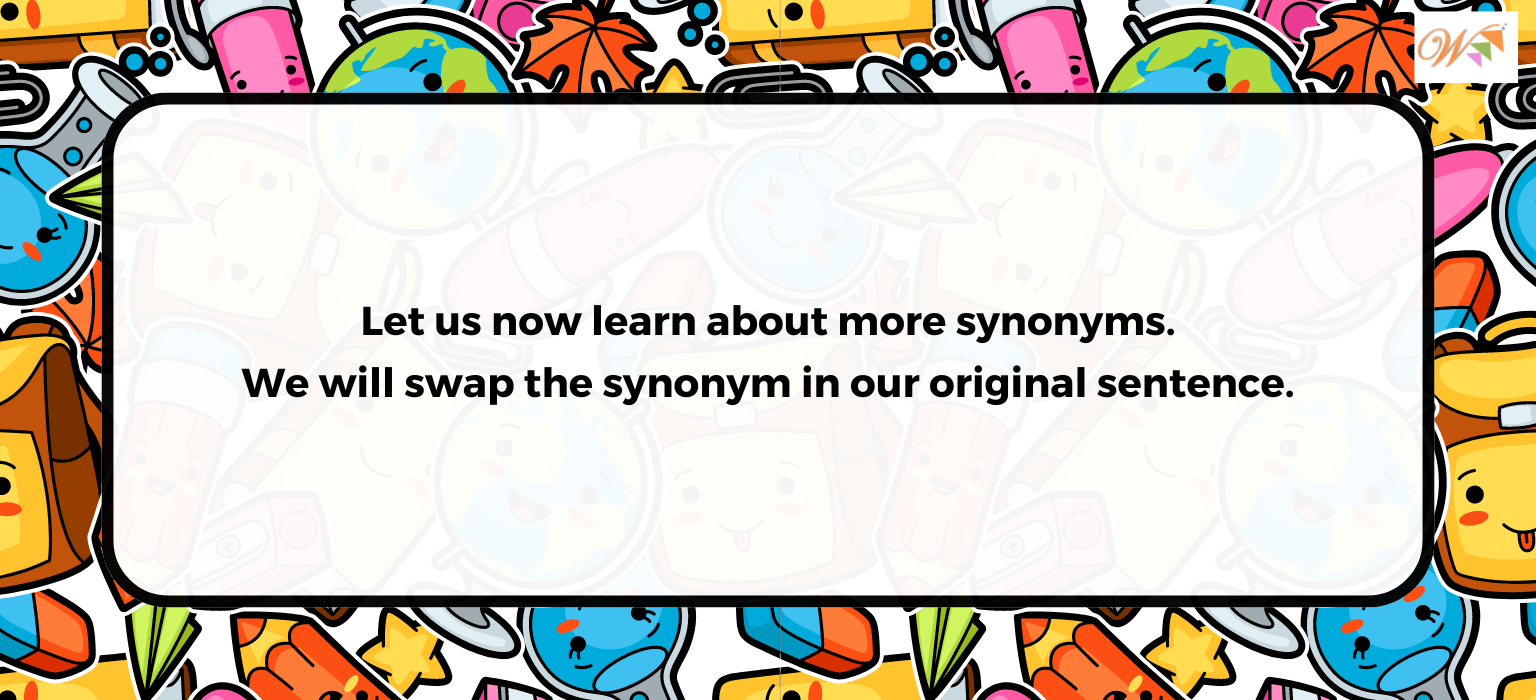 W
Let us now learn about more synonyms.
We will swap the synonym in our original sentence.